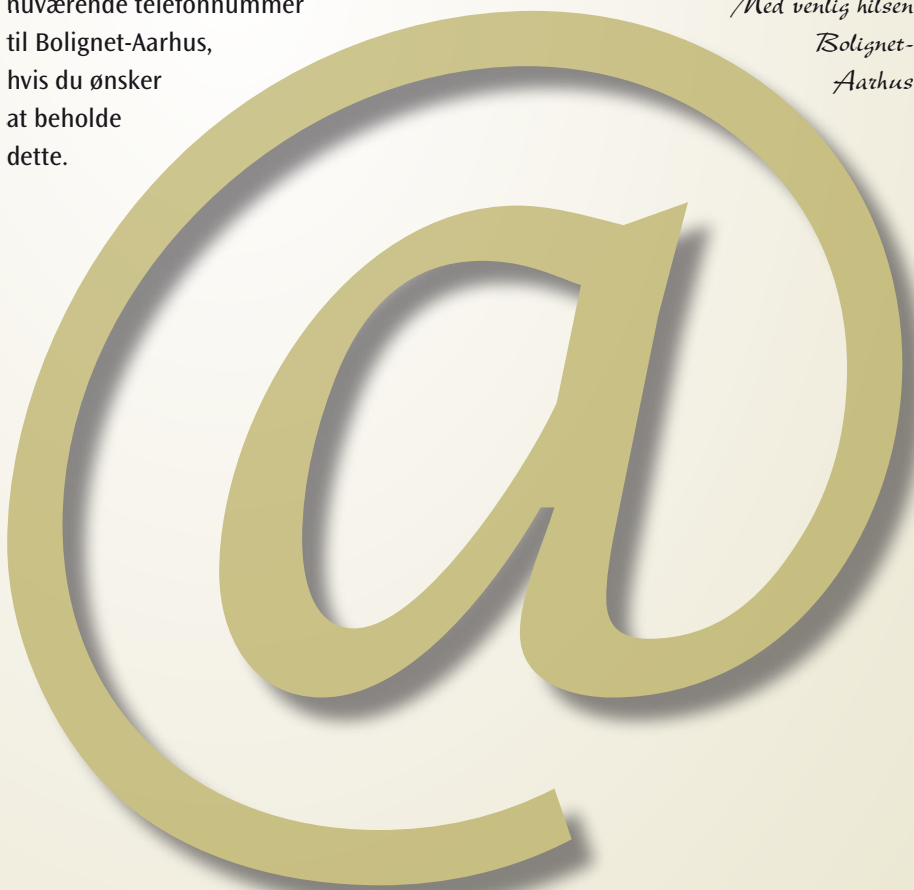 nuværende telefonnummer
til Bolignet-Aarhus,
hvis du ønsker
at beholde
dette.
Med venlig hilsen
Bolignet-
Aarhus
@